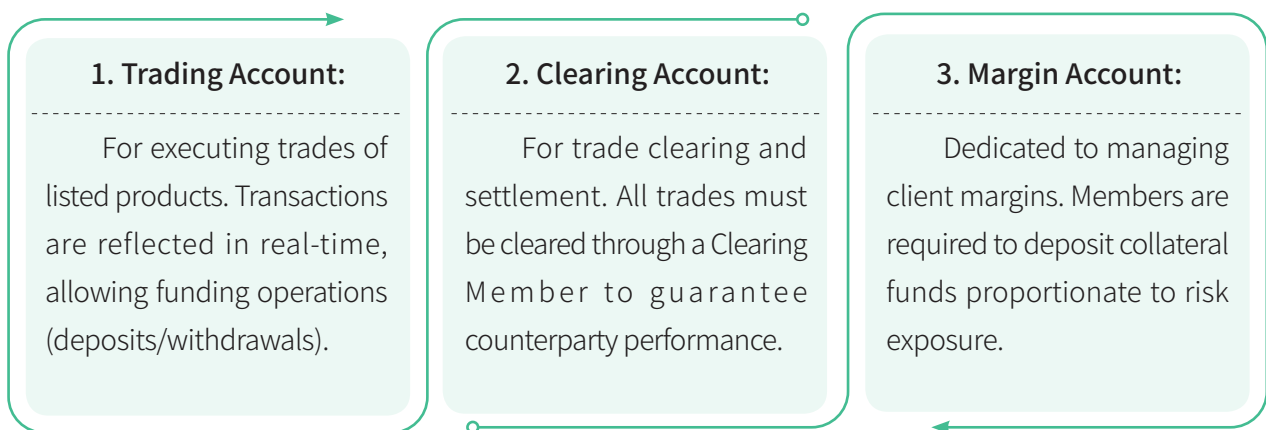 1. Trading Account:
For executing trades of
listed products. Transactions
are reflected in real-time,
allowing funding operations
(deposits/withdrawals).
2. Clearing Account:
For trade clearing and
settlement. All trades must
be cleared through a Clearing
Member to guarantee
counterparty performance.
3. Margin Account:
Dedicated to managing
client margins. Members are
required to deposit collateral
funds proportionate to risk
exposure.